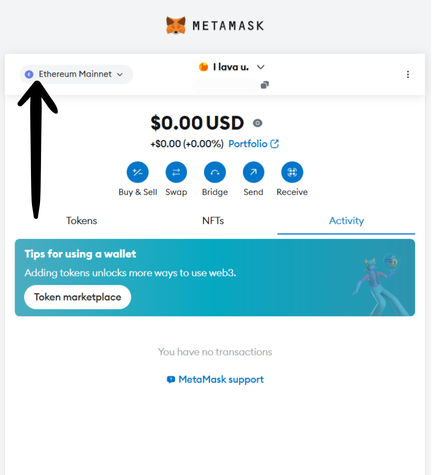 METAMASK
Ethereum Mainnet
I lava u.
$0.00 USD
+$0.00 (+0.00%) Portfolio
Buy & Sell Swap Bridge Send Receive
Tokens NFTs Activity
Tips for using a wallet
Adding tokens unlocks more ways to use web3.
Token marketplace
You have no transactions
MetaMask support